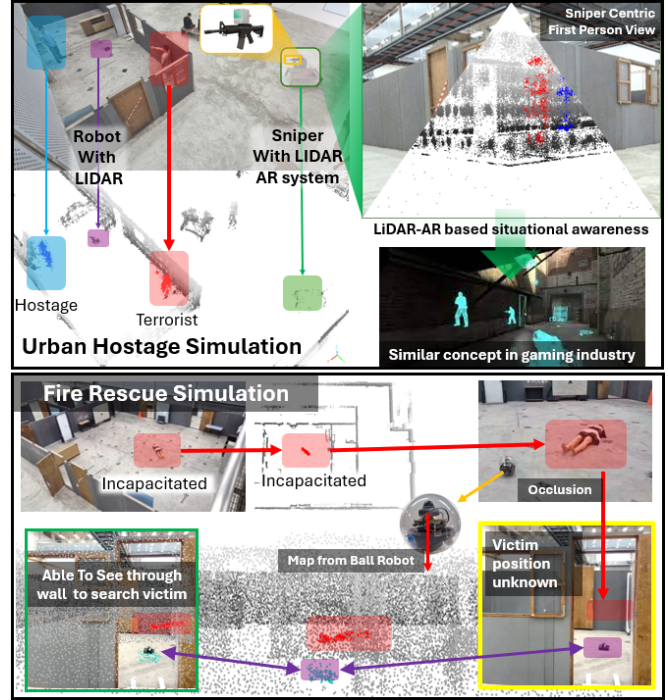 Sniper Centric
First Person View
Robot
With
LIDAR
Sniper
With LIDAR
AR system
LiDAR-AR based situational awareness
Hostage
Terrorist
Urban Hostage Simulation
Similar concept in gaming industry
Fire Rescue Simulation
Incapacitated
Incapacitated
Occlusion
Map from Ball Robot
Victim
position
unknown
Able To See through
wall to search victim